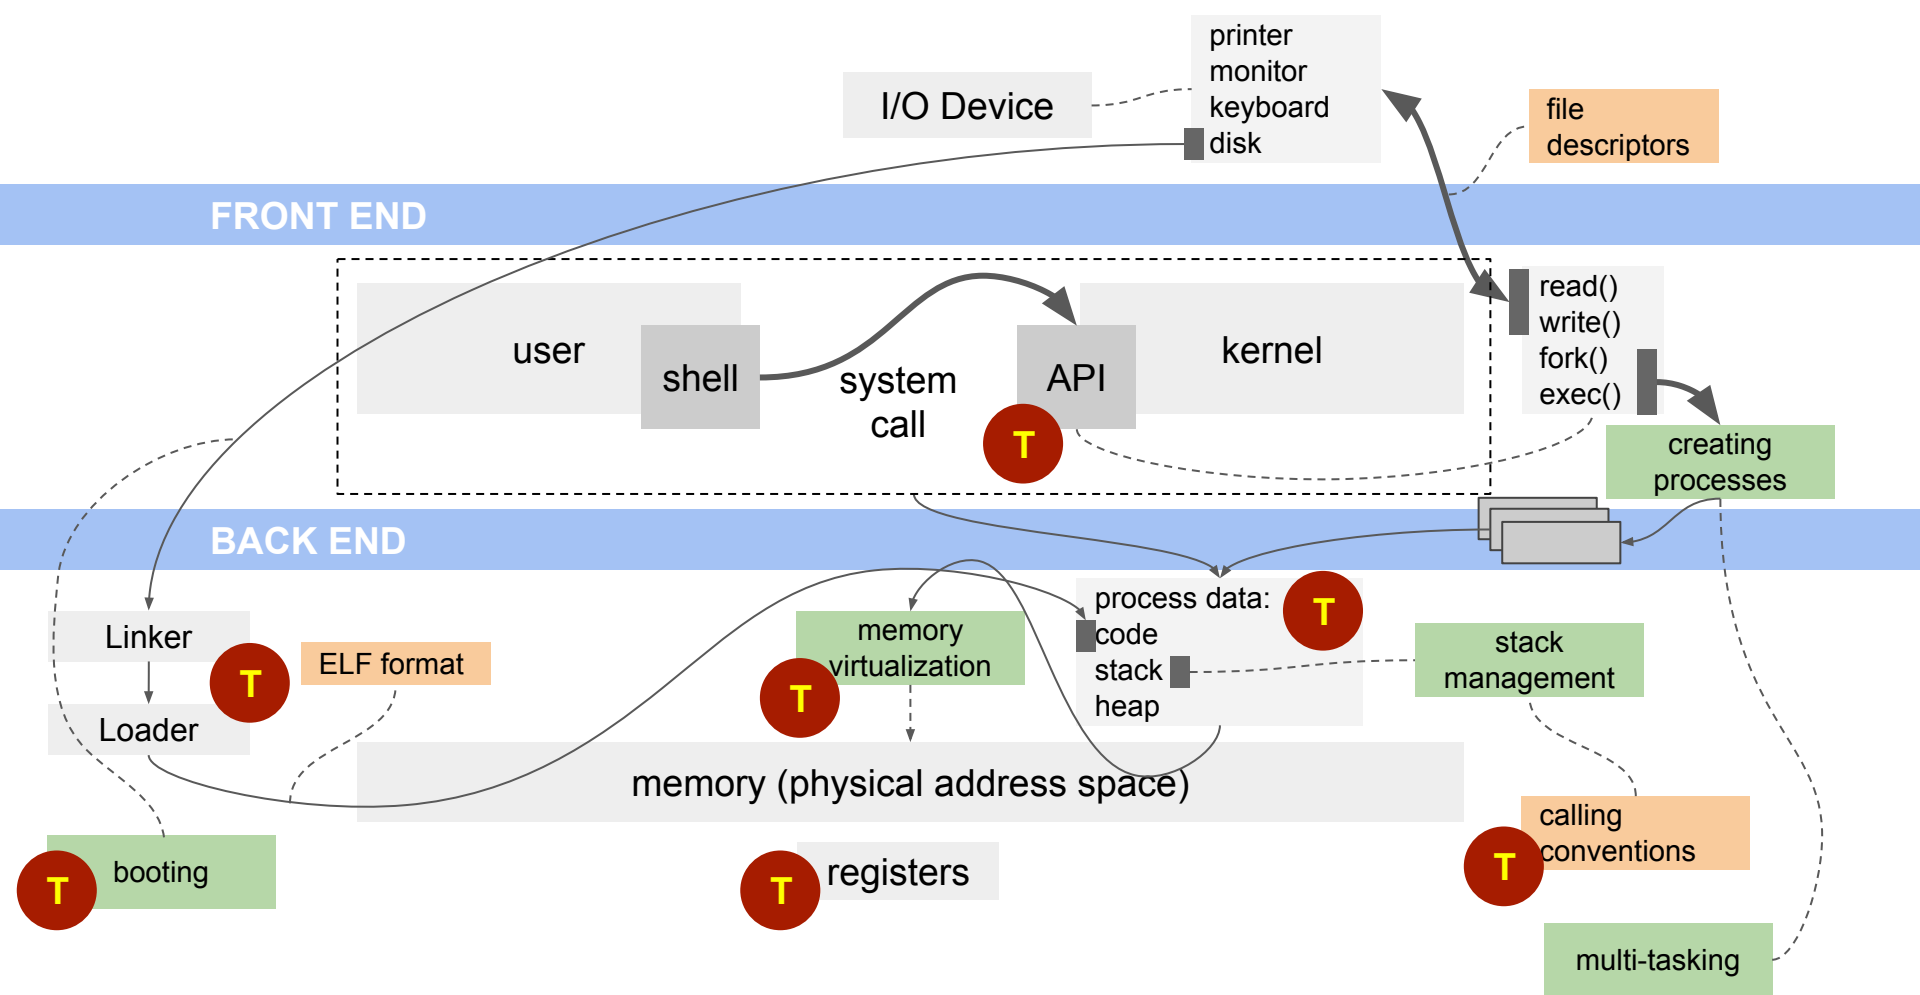 printer
monitor
keyboard
disk
I/O Device
file
descriptors
FRONT END
user
shell
system
call
API
T
kernel
read()
write()
fork()
exec()
creating
processes
BACK END
Linker
T
Loader
ELF format
memory
virtualization
T
process data:
code
stack
heap
T
stack
management
memory (physical address space)
calling
conventions
T
booting
T
registers
T
multi-tasking